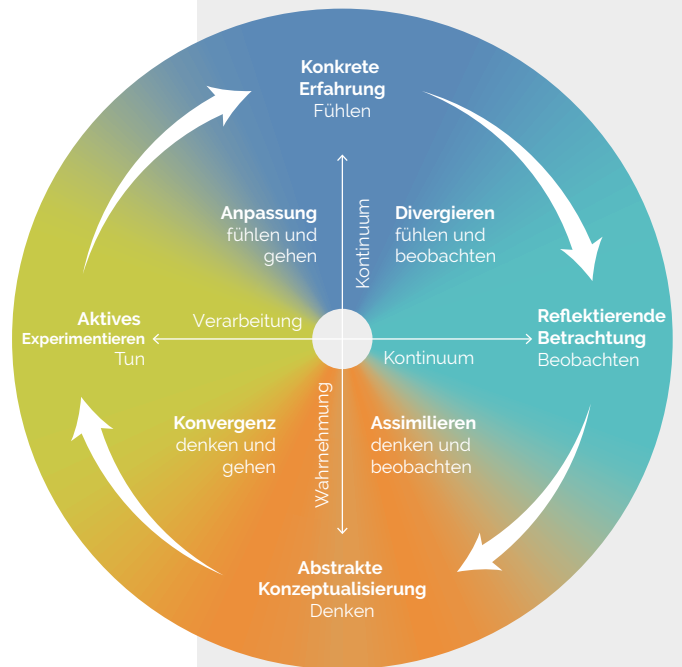 Konkrete
Erfahrung
Fühlen
Anpassung
fühlen und
gehen
Kontinuum
Divergieren
fühlen und
beobachten
Aktives
Experimentieren
Tun
Verarbeitung
Kontinuum
Reflektierende
Betrachtung
Beobachten
Konvergenz
denken und
gehen
Wahrnehmung
Assimilieren
denken und
beobachten
Abstrakte
Konzeptualisierung
Denken